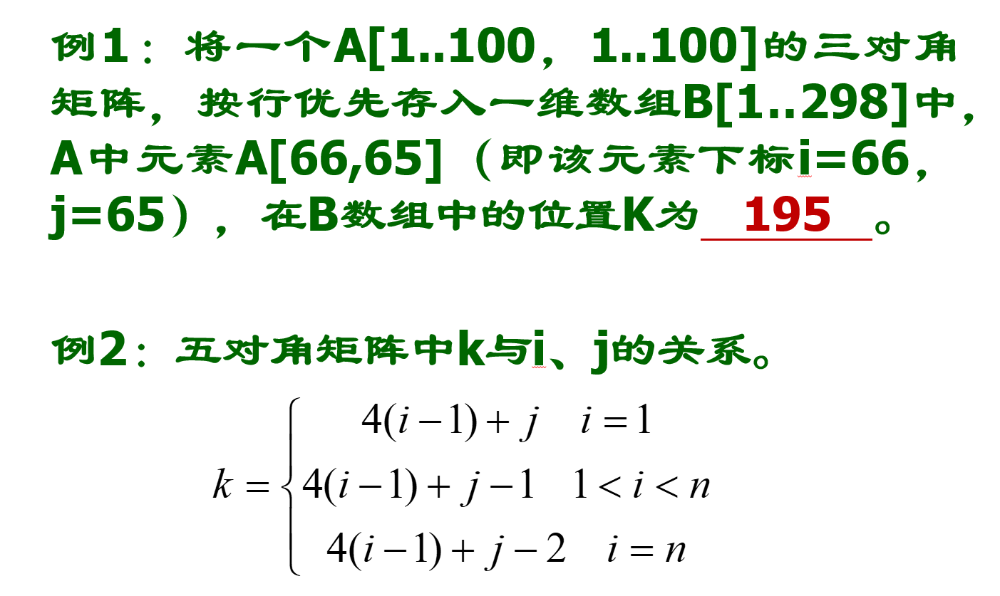 例1：将一个A[1..100，1..100]的三对角
矩阵，按行优先存入一维数组B[1..298]中，
A中元素A[66,65]（即该元素下标i=66，
j=65），在B数组中的位置K为 195 。
例2：五对角矩阵中k与i、j的关系。
4(i−1)+j i=1
k={4(i−1)+j−1 1<i<n
4(i−1)+j−2 i=n